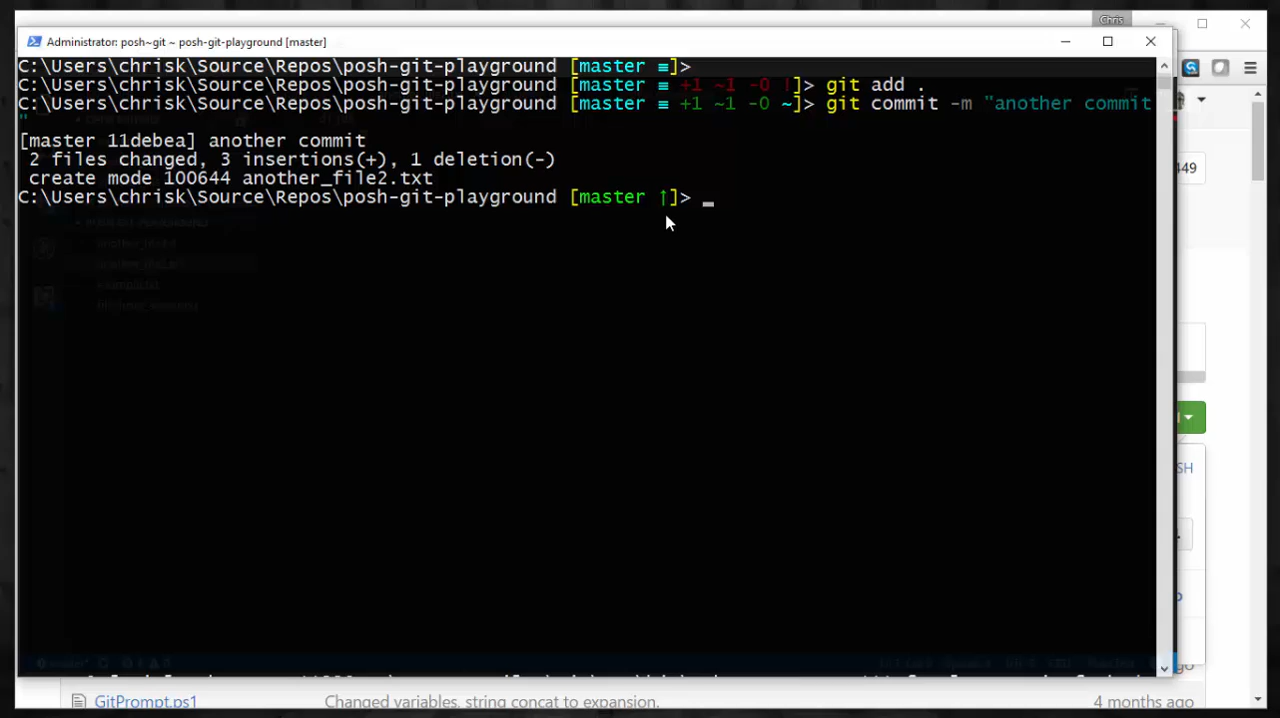 Chris
Administrator: posh~git ~ posh-git-playground [master]
C:\Users\chrisk\Source\Repos\posh-git-playground [master ≡]>
C:\Users\chrisk\Source\Repos\posh-git-playground [master ≡ +1 ~1 -0 !]> git add .
C:\Users\chrisk\Source\Repos\posh-git-playground [master ≡ +1 ~1 -0 ~]> git commit -m "another commit
"
[master 11debea] another commit
2 files changed, 3 insertions(+), 1 deletion(-)
create mode 100644 another_file2.txt
C:\Users\chrisk\Source\Repos\posh-git-playground [master ↑]>
449
SH
GitPrompt.ps1 Changed variables, string concat to expansion. 4 months ago